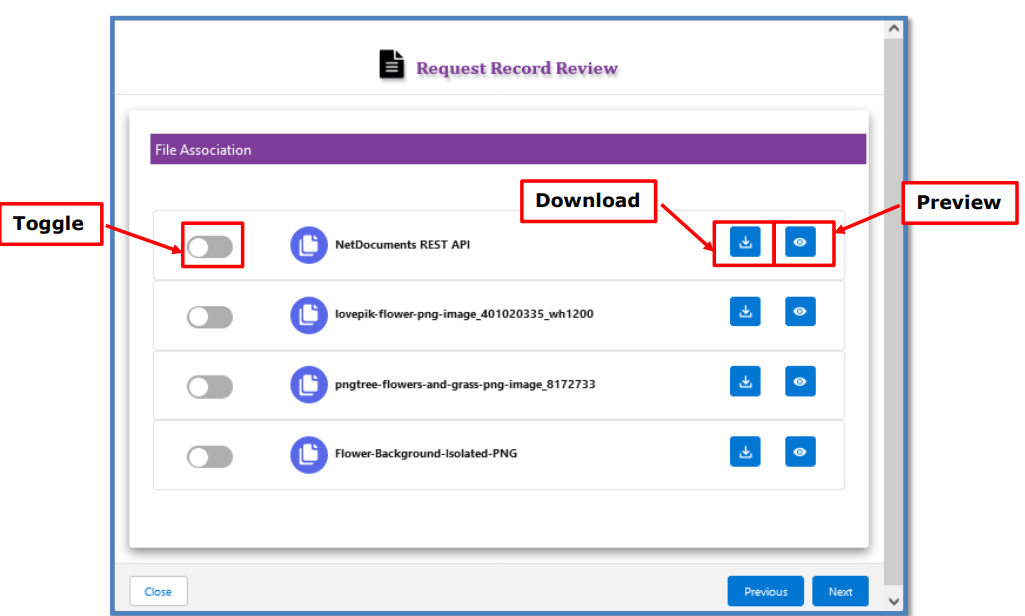 Request Record Review
File Association
Toggle
Download
Preview
NetDocuments REST API
lovepik-flower-png-image_401020335_wh1200
pngtree-flowers-and-grass-png-image_8172733
Flower-Background-Isolated-PNG
Close
Previous
Next